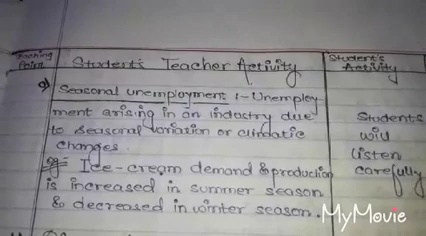 Teaching Point
Student's Teacher Activity
Student's Activity
a) Seasonal unemployment :- Unemploy
ment arising in an industry due
to seasonal variation or climatic
changes.
eg = Ice-cream demand & production
is increased in summer season
& decreased in winter season.
Students
will
listen
carefully
MyMovie